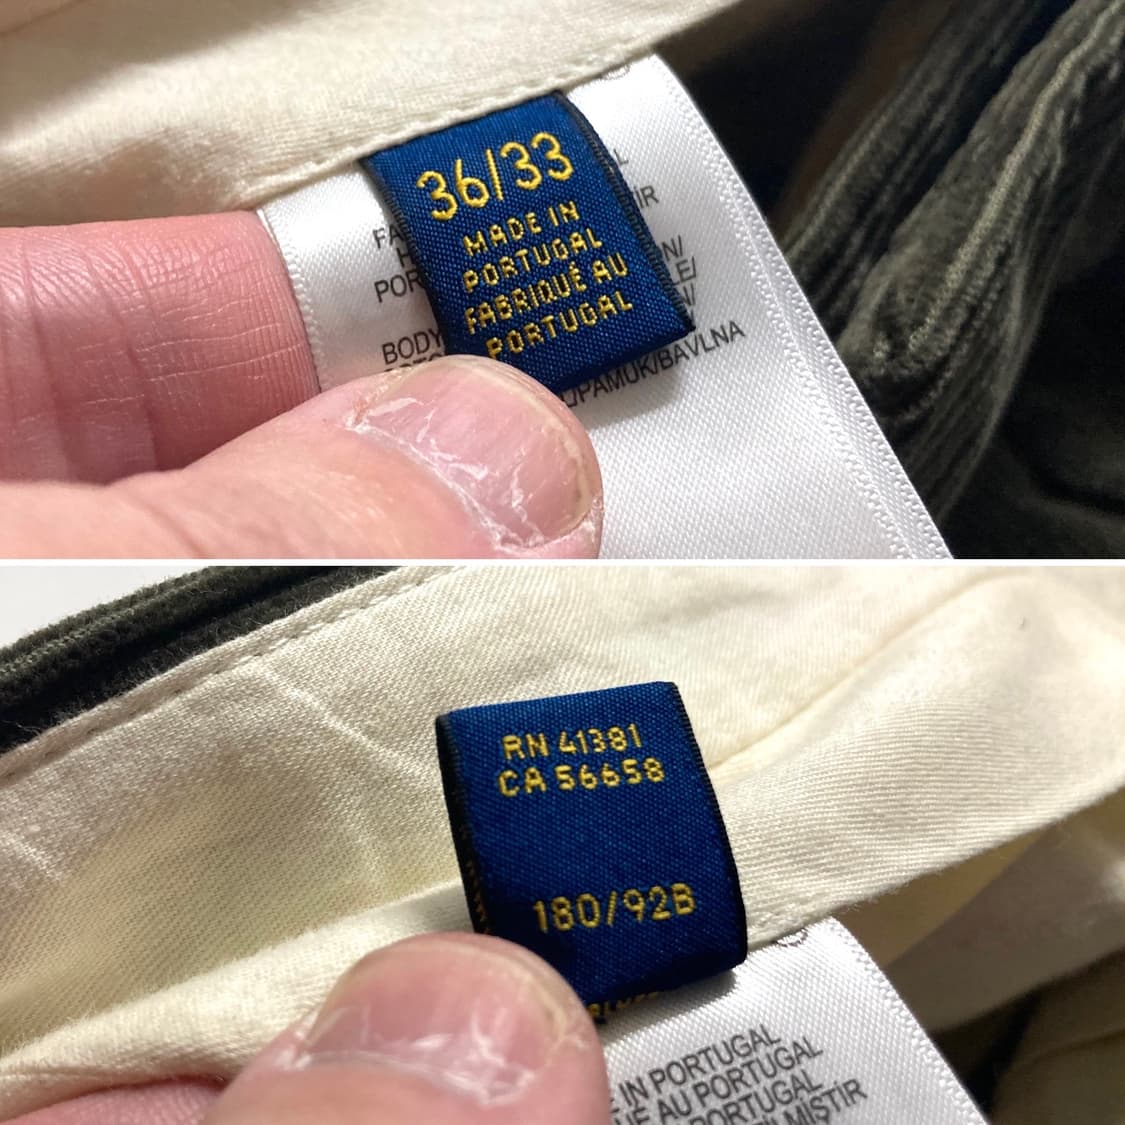 36/33
MADE IN
PORTUGAL
FABRIQUÉ AU
PORTUGAL
BODY
PAMUK/BAVLNA
RN 41381
CA 56658
180/92B
IN PORTUGAL
AU PORTUGAL
PORTUGAL